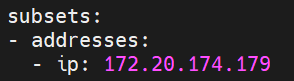 subsets:
- addresses:
  - ip: 172.20.174.179